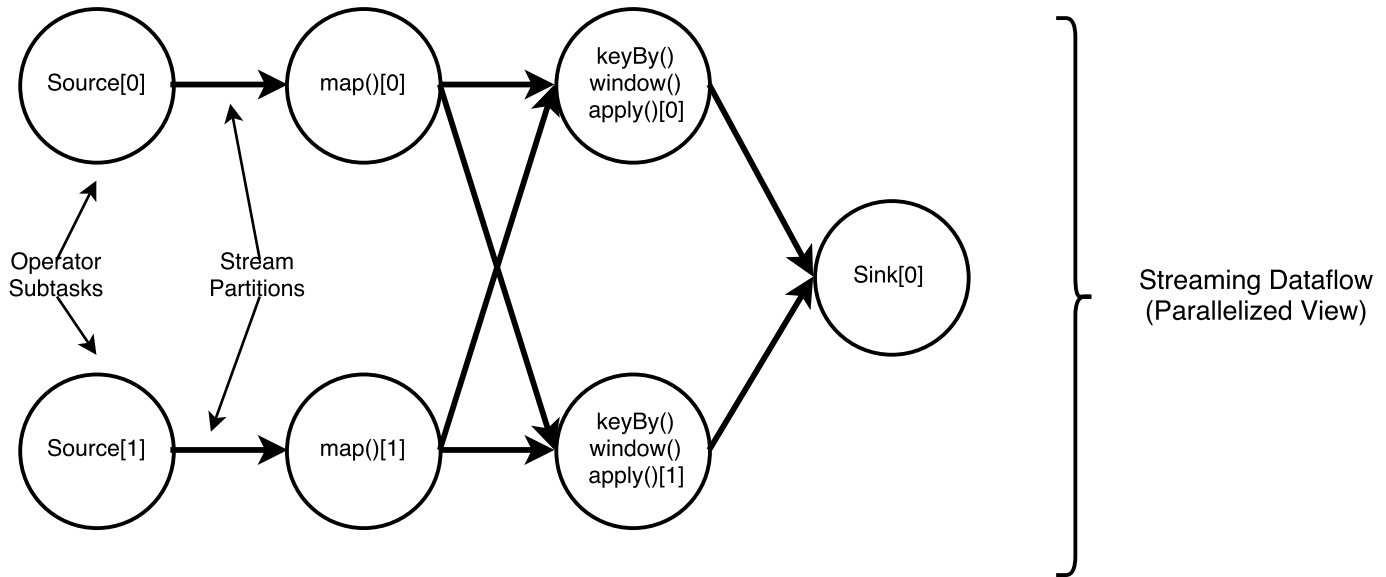 Source[0]
map()[0]
keyBy()
window()
apply()[0]
Operator
Subtasks
Stream
Partitions
Sink[0]
Streaming Dataflow
(Parallelized View)
Source[1]
map()[1]
keyBy()
window()
apply()[1]